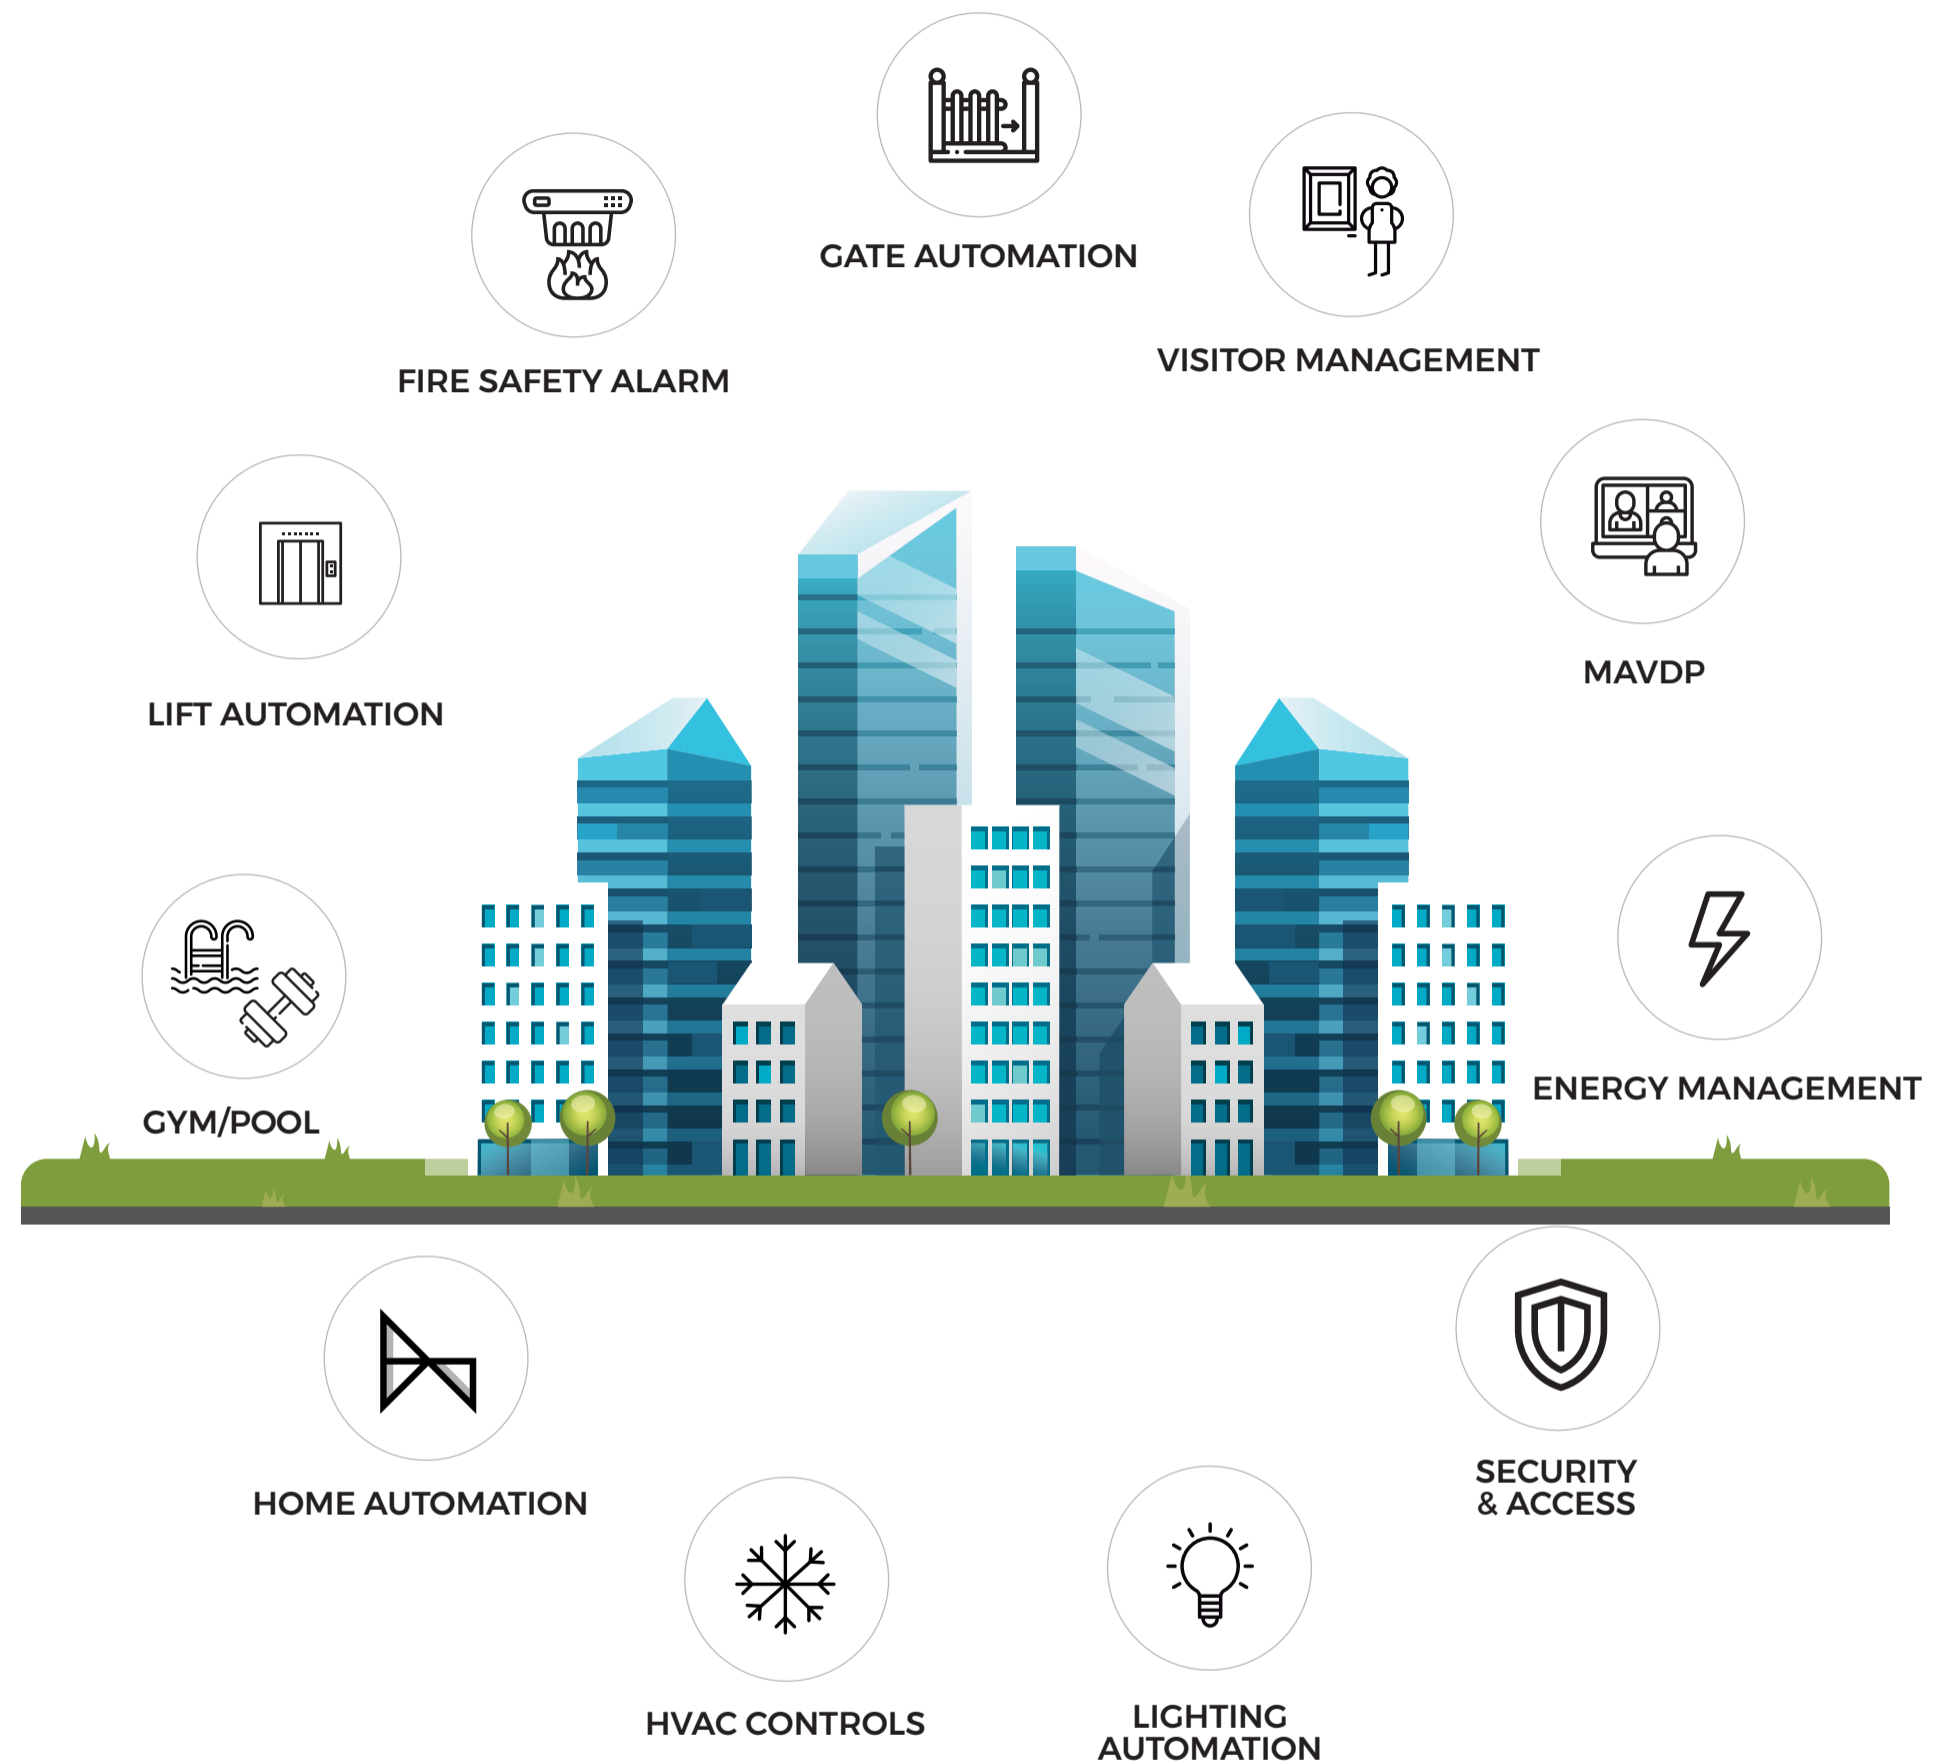 GATE AUTOMATION
VISITOR MANAGEMENT
FIRE SAFETY ALARM
MAVDP
LIFT AUTOMATION
ENERGY MANAGEMENT
GYM/POOL
SECURITY
& ACCESS
HOME AUTOMATION
HVAC CONTROLS
LIGHTING
AUTOMATION